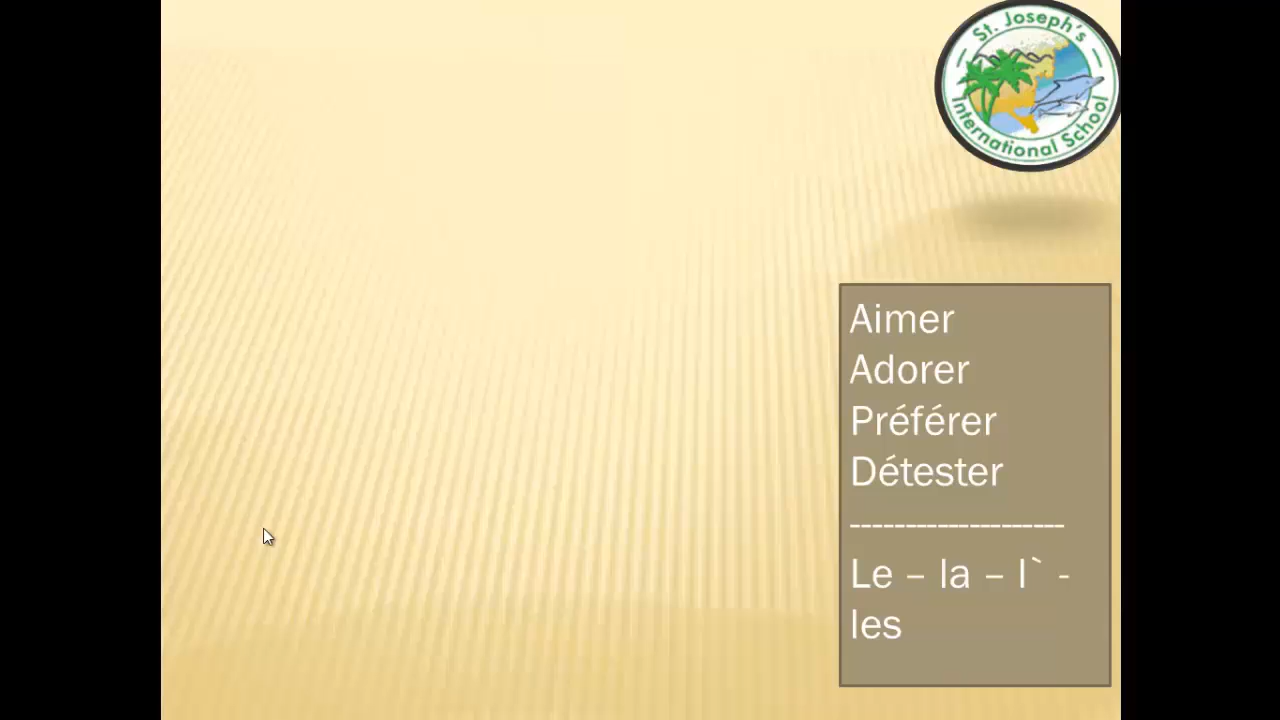 St. Joseph's
International School
Aimer
Adorer
Préférer
Détester
-------------------
Le – la – l` -
les